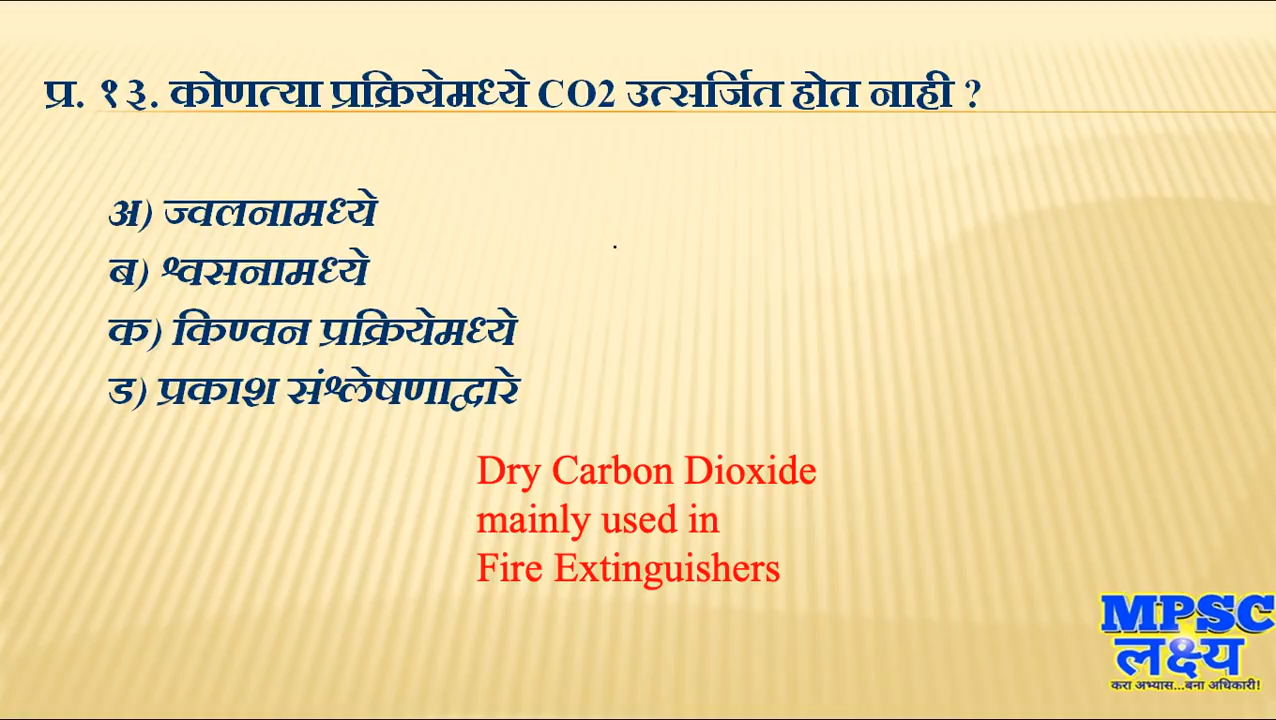 प्र. १३. कोणत्या प्रक्रियेमध्ये CO2 उत्सर्जित होत नाही ?
अ) ज्वलनामध्ये
ब) श्वसनामध्ये
क) किण्वन प्रक्रियेमध्ये
ड) प्रकाश संश्लेषणाद्वारे
Dry Carbon Dioxide
mainly used in
Fire Extinguishers
MPSC
लक्ष्य
करा अभ्यास...बना अधिकारी!